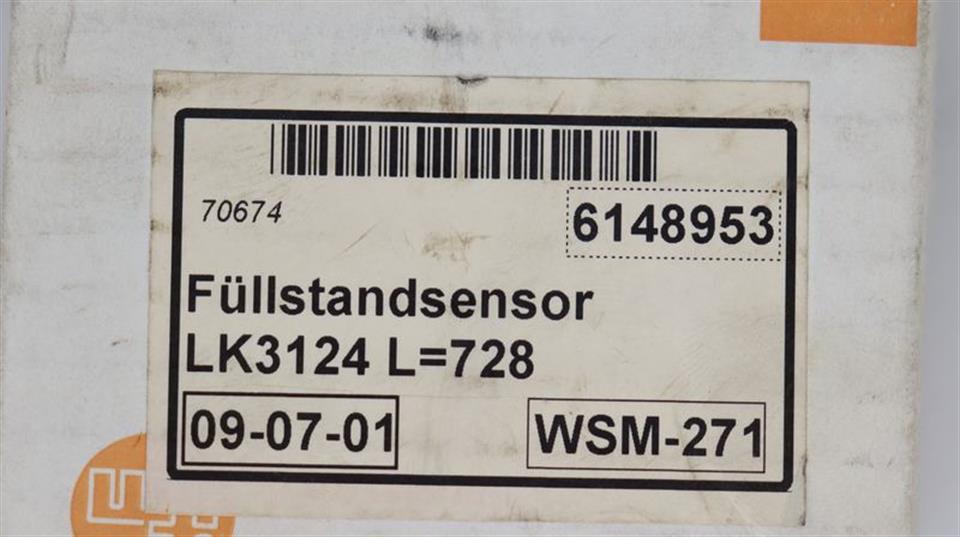 70674
6148953
Füllstandsensor
LK3124 L=728
09-07-01
WSM-271